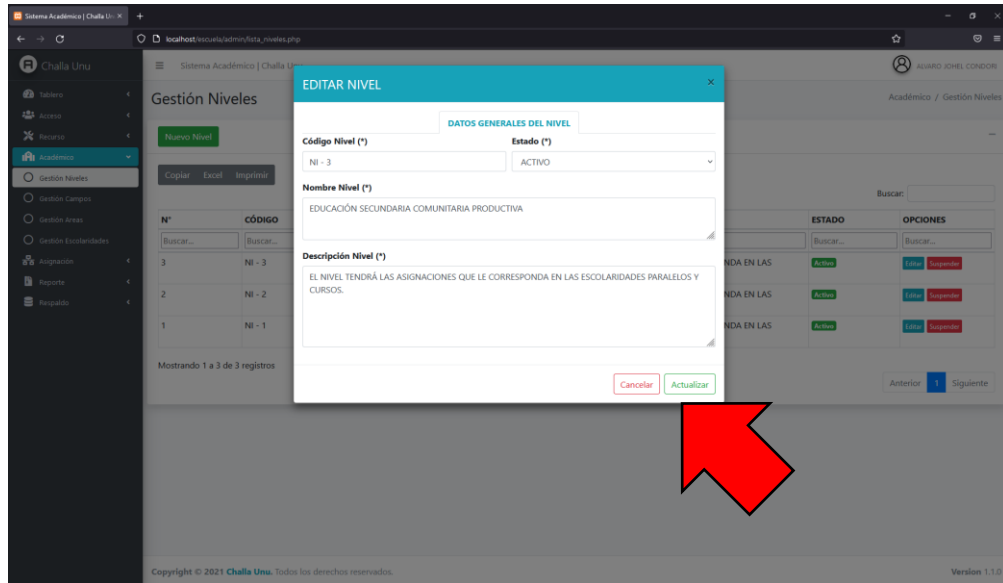 Sistema Académico | Challa Un
localhost/escuela/admin/lista_niveles.php
Challa Unu
Sistema Académico | Challa U
ALVARO JOHEL CONDORI
Tablero
Acceso
Recurso
Académico
Gestión Niveles
Gestión Campos
Gestión Areas
Gestión Escolaridades
Asignación
Reporte
Respaldo
Gestión Niveles
Académico / Gestión Niveles
Nuevo Nivel
Copiar Excel Imprimir
Buscar:
N° CÓDIGO ESTADO OPCIONES
Buscar... Buscar... Buscar... Buscar...
3 NI - 3 NDA EN LAS Activo Editar Suspender
2 NI - 2 NDA EN LAS Activo Editar Suspender
1 NI - 1 NDA EN LAS Activo Editar Suspender
Mostrando 1 a 3 de 3 registros
Anterior 1 Siguiente
EDITAR NIVEL ×
DATOS GENERALES DEL NIVEL
Código Nivel (*) Estado (*)
NI - 3 ACTIVO
Nombre Nivel (*)
EDUCACIÓN SECUNDARIA COMUNITARIA PRODUCTIVA
Descripción Nivel (*)
EL NIVEL TENDRÁ LAS ASIGNACIONES QUE LE CORRESPONDA EN LAS ESCOLARIDADES PARALELOS Y
CURSOS.
Cancelar Actualizar
Copyright © 2021 Challa Unu. Todos los derechos reservados.
Version 1.1.0